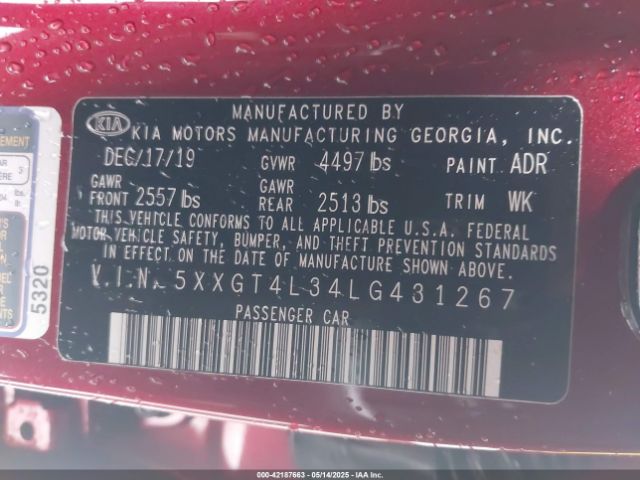 MANUFACTURED BY
KIA
KIA MOTORS MANUFACTURING GEORGIA, INC.
DEC/17/19 GVWR 4497 lbs PAINT ADR
GAWR FRONT 2557 lbs GAWR REAR 2513 lbs TRIM WK
THIS VEHICLE CONFORMS TO ALL APPLICABLE U.S.A. FEDERAL
MOTOR VEHICLE SAFETY, BUMPER, AND THEFT PREVENTION STANDARDS
IN EFFECT ON THE DATE OF MANUFACTURE SHOWN ABOVE.
V.I.N. 5XXGT4L34LG431267
PASSENGER CAR
5320
000-42187663 - 05/14/2025 - IAAI.COM